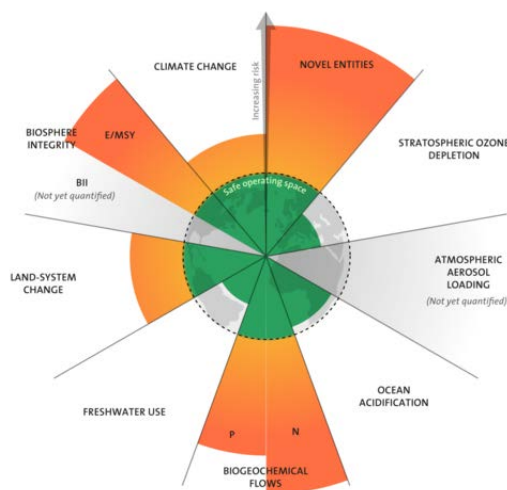 CLIMATE CHANGE
Increasing risk
NOVEL ENTITIES
BIOSPHERE
INTEGRITY
E/MSY
STRATOSPHERIC OZONE
DEPLETION
BII
(Not yet quantified)
Safe operating space
LAND-SYSTEM
CHANGE
ATMOSPHERIC
AEROSOL
LOADING
(Not yet quantified)
FRESHWATER USE
OCEAN
ACIDIFICATION
P
N
BIOGEOCHEMICAL
FLOWS